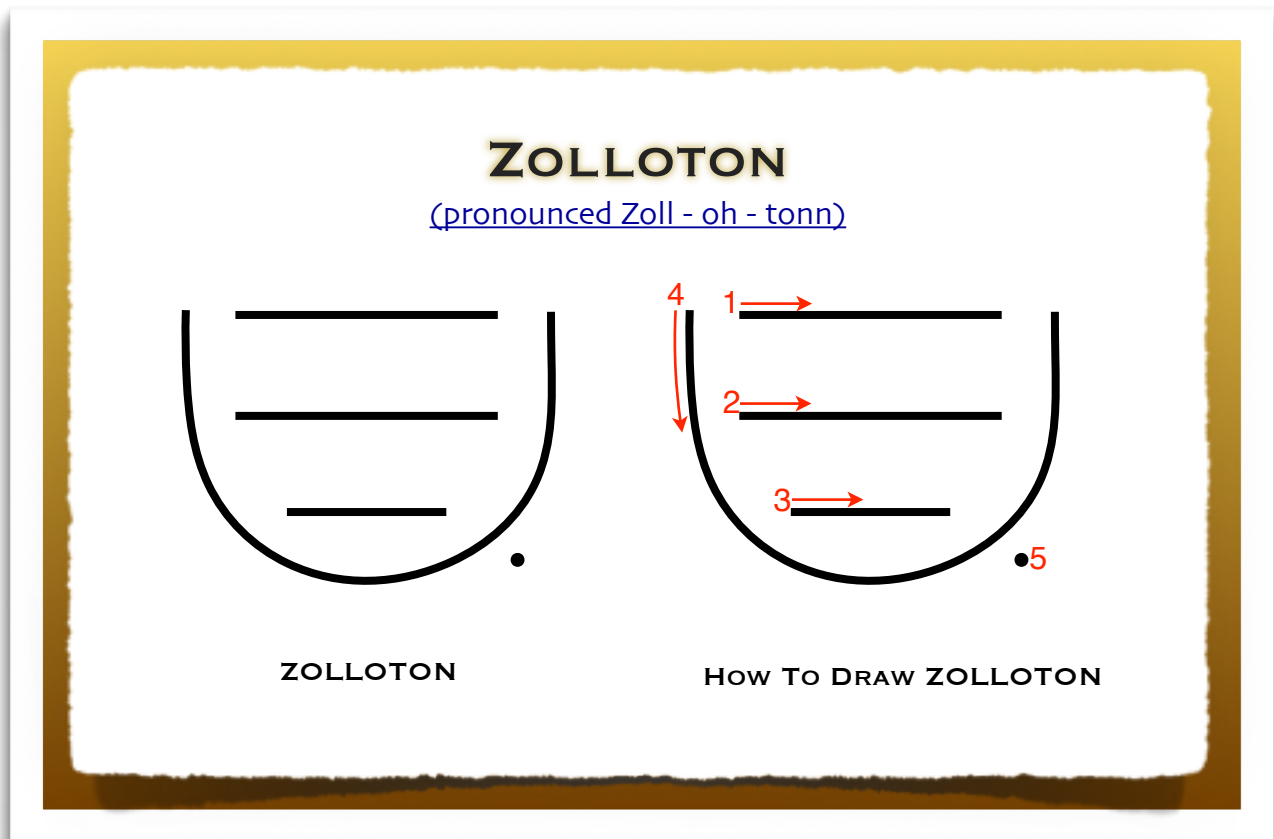 Zolloton
(pronounced Zoll - oh - tonn)
4 1
2
3
5
ZOLLOTON
How To Draw ZOLLOTON